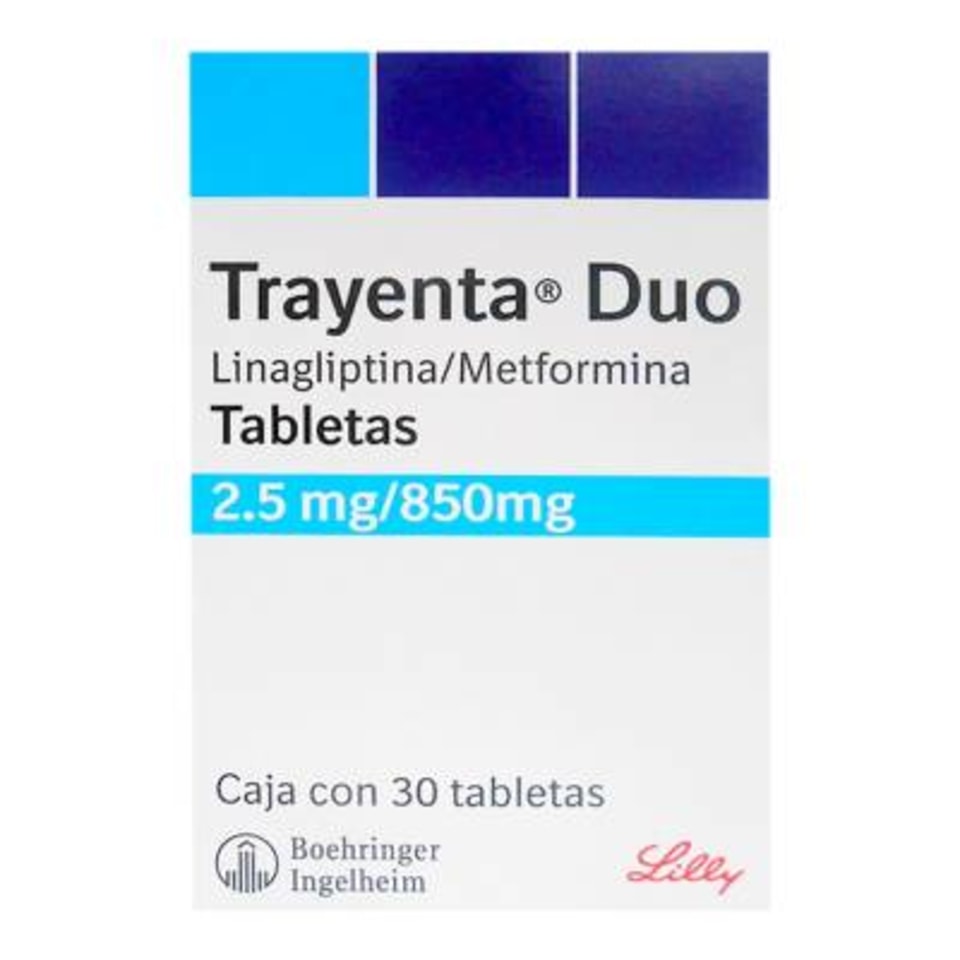 Trayenta® Duo
Linagliptina/Metformina
Tabletas
2.5 mg/850mg
Caja con 30 tabletas
Boehringer
Ingelheim
Lilly